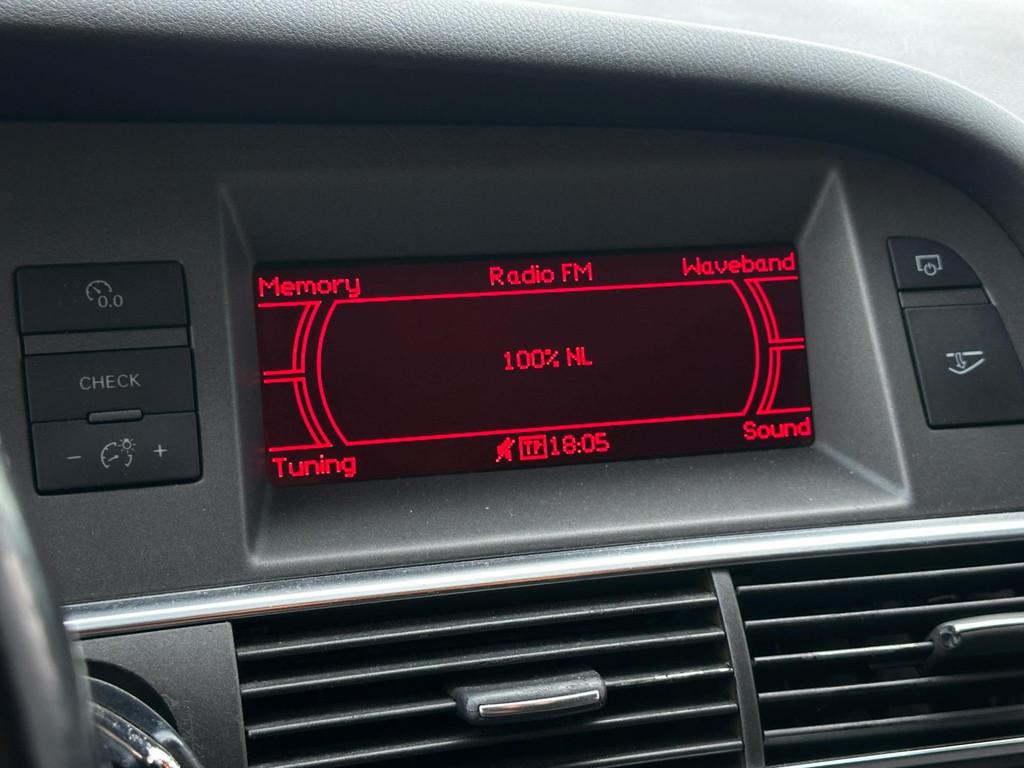 Memory Radio FM Waveband
0.0
100% NL
CHECK
- +
Tuning TP 18:05 Sound